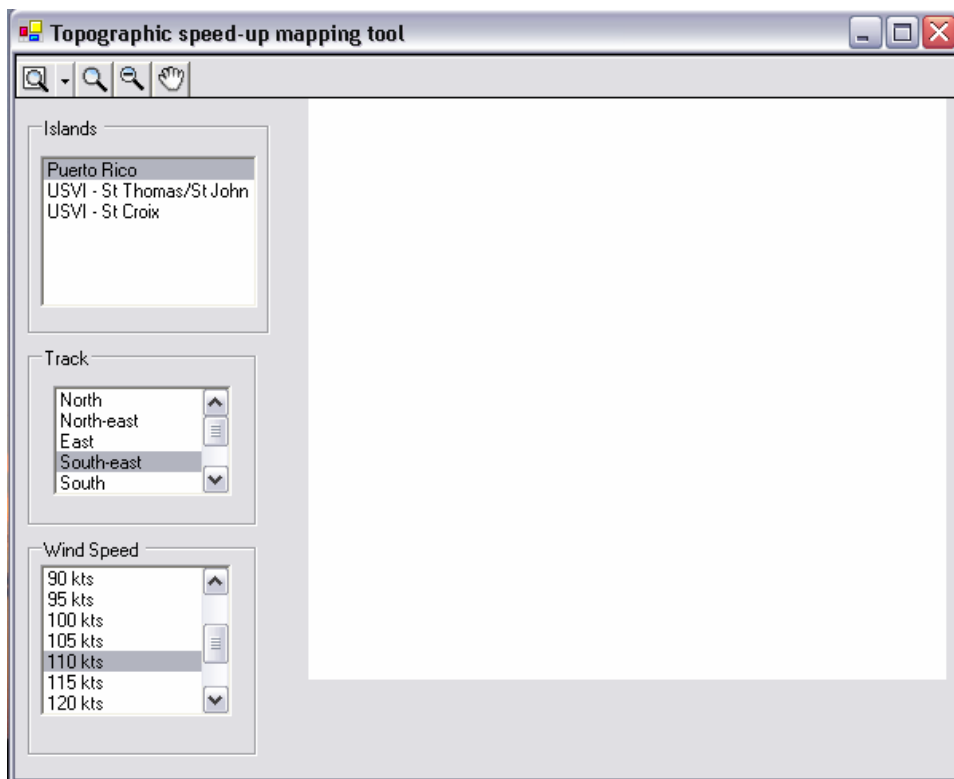 Topographic speed-up mapping tool
Islands
Puerto Rico
USVI - St Thomas/St John
USVI - St Croix
Track
North
North-east
East
South-east
South
Wind Speed
90 kts
95 kts
100 kts
105 kts
110 kts
115 kts
120 kts